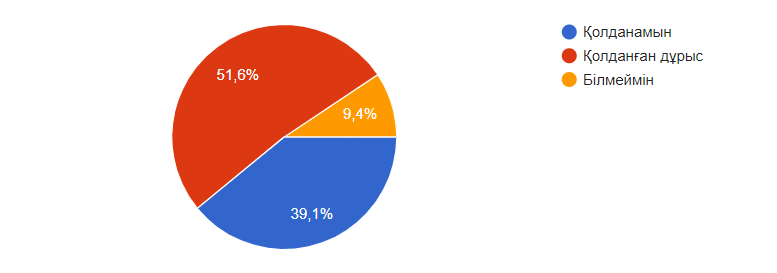 Қолданамын
Қолданған дұрыс
Білмеймін
51,6%
9,4%
39,1%